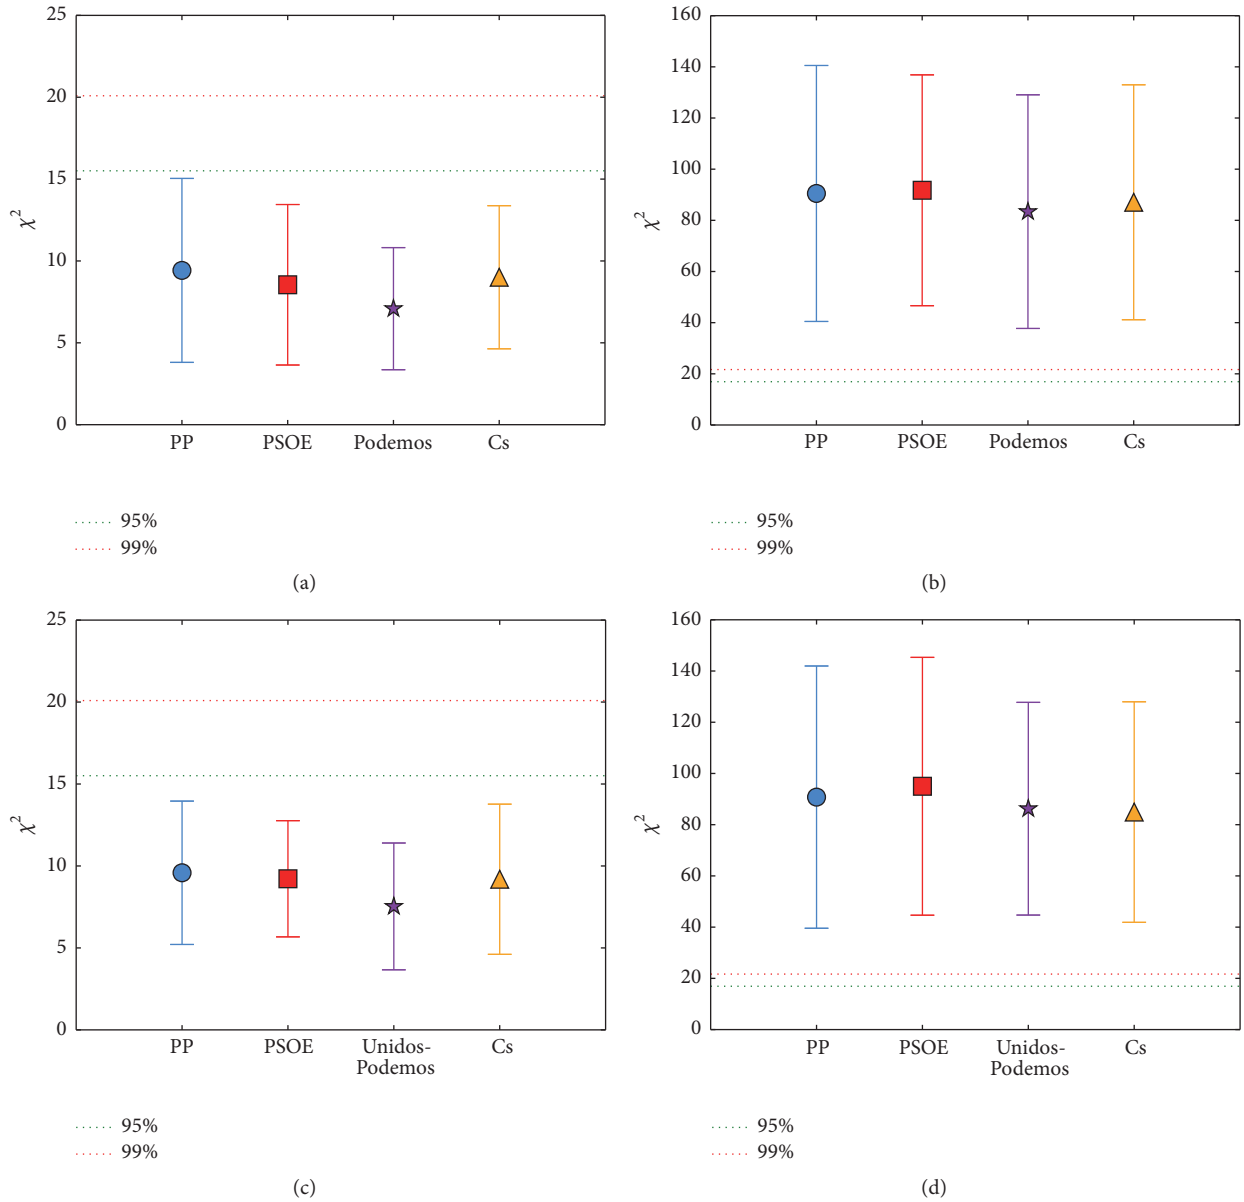 25
20
15
10
5
0
χ²
PP PSOE Podemos Cs
95%
99%
(a)
160
140
120
100
80
60
40
20
0
χ²
PP PSOE Podemos Cs
95%
99%
(b)
25
20
15
10
5
0
χ²
PP PSOE Unidos- Cs
Podemos
95%
99%
(c)
160
140
120
100
80
60
40
20
0
χ²
PP PSOE Unidos- Cs
Podemos
95%
99%
(d)